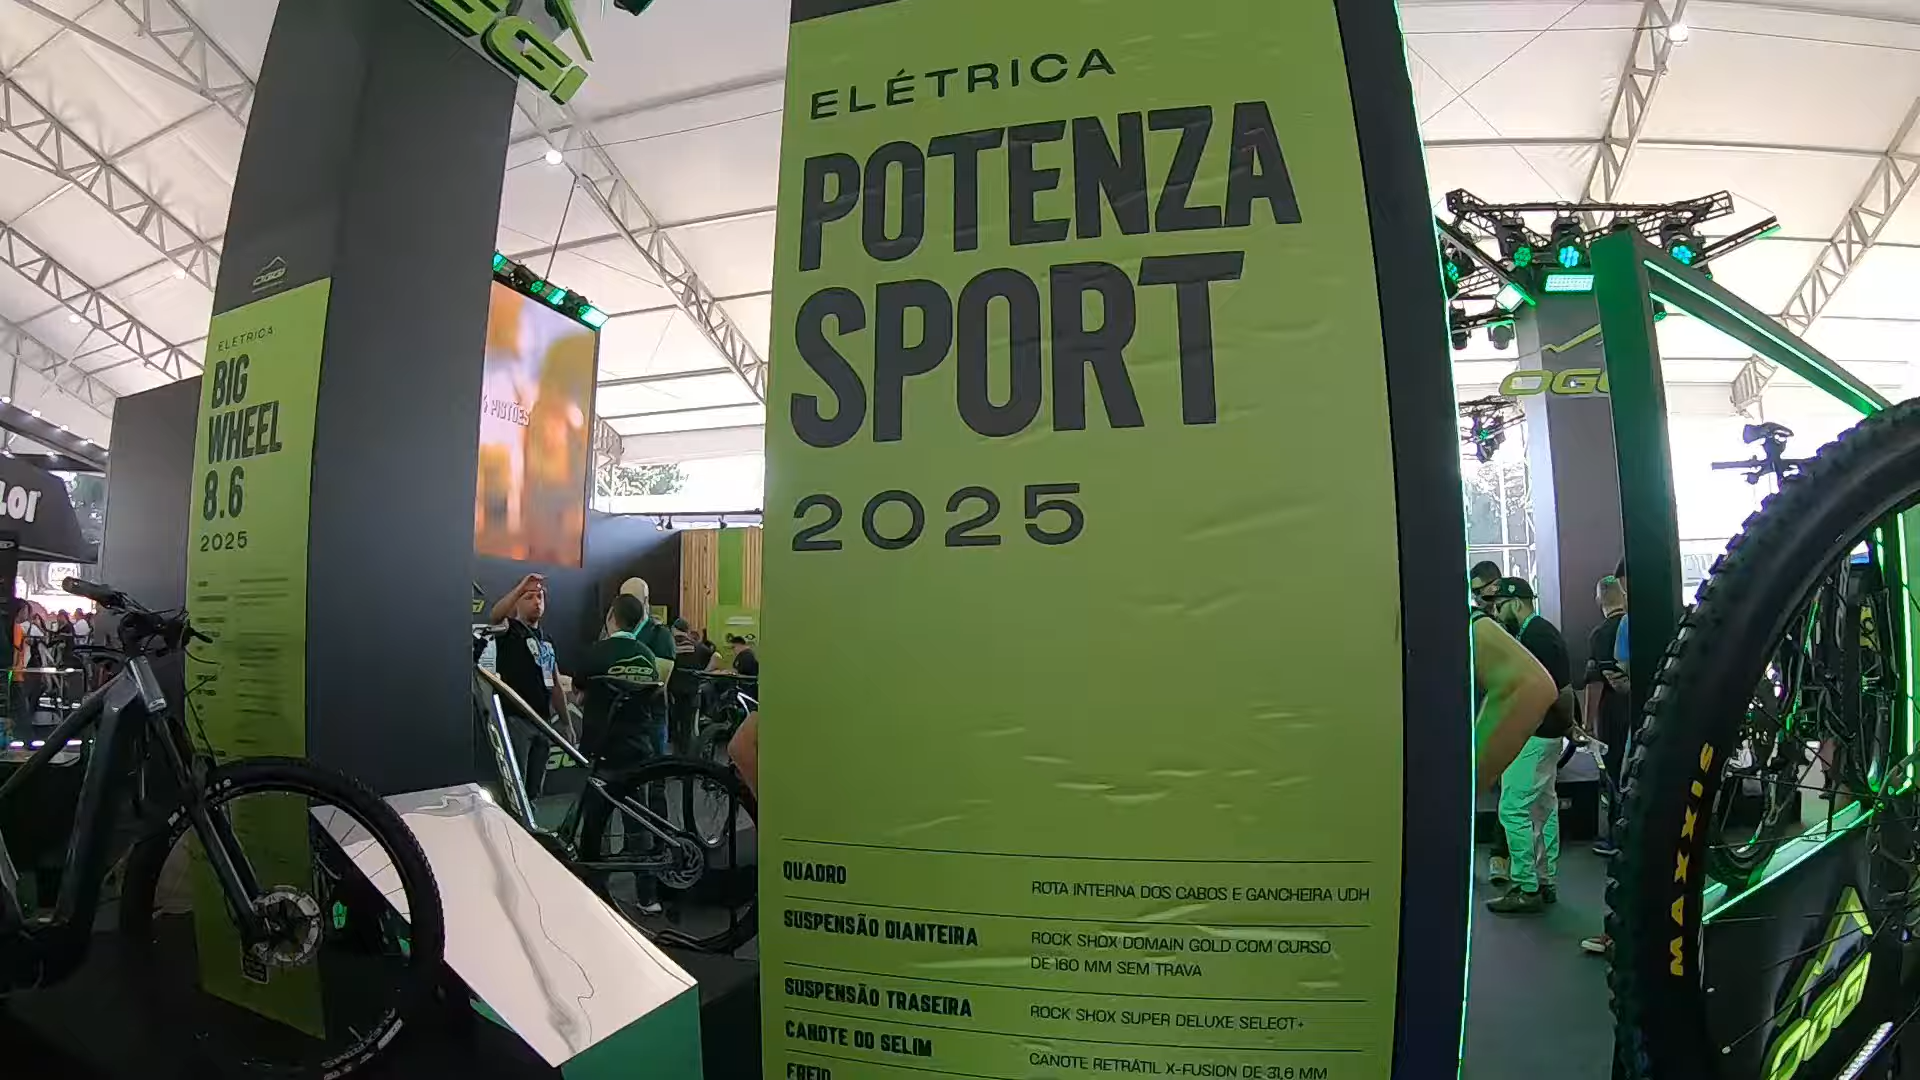 OGGI
ELÉTRICA
BIG
WHEEL
8.6
2025
PISTÕES
OGGI
ELÉTRICA
POTENZA
SPORT
2025
QUADRO
ROTA INTERNA DOS CABOS E GANCHEIRA UDH
SUSPENSÃO DIANTEIRA
ROCK SHOX DOMAIN GOLD COM CURSO
DE 160 MM SEM TRAVA
SUSPENSÃO TRASEIRA
ROCK SHOX SUPER DELUXE SELECT+
CANOTE DO SELIM
CANOTE RETRÁTIL X-FUSION DE 31,6 MM
FREIO
MAXXIS
OGGI